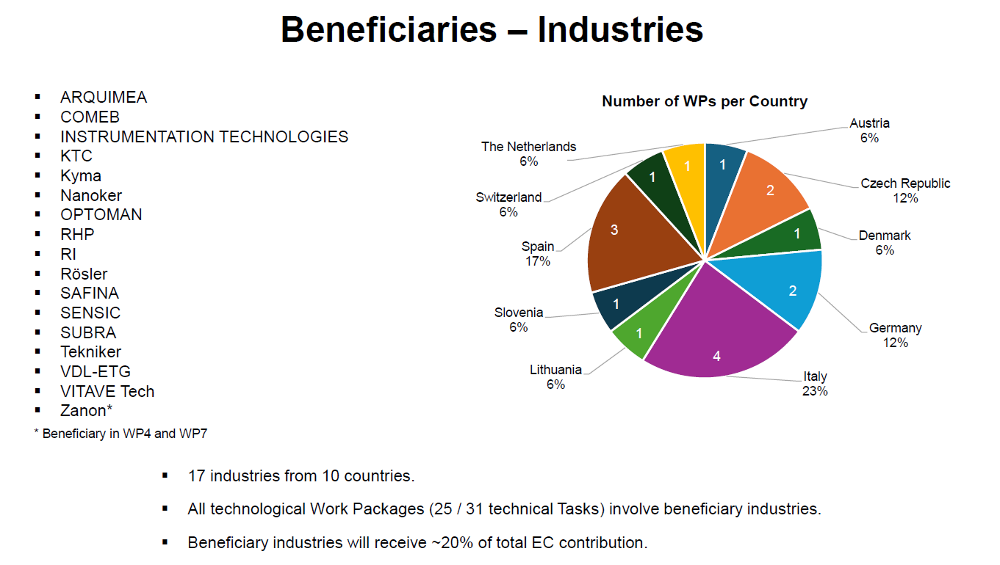 Beneficiaries – Industries
▪ ARQUIMEA
▪ COMEB
▪ INSTRUMENTATION TECHNOLOGIES
▪ KTC
▪ Kyma
▪ Nanoker
▪ OPTOMAN
▪ RHP
▪ RI
▪ Rösler
▪ SAFINA
▪ SENSIC
▪ SUBRA
▪ Tekniker
▪ VDL-ETG
▪ VITAVE Tech
▪ Zanon*
* Beneficiary in WP4 and WP7
Number of WPs per Country
Austria
6%
1
Czech Republic
12%
2
Denmark
6%
1
Germany
12%
2
Italy
23%
4
Lithuania
6%
1
Slovenia
6%
1
Spain
17%
3
Switzerland
6%
1
The Netherlands
6%
1
▪ 17 industries from 10 countries.
▪ All technological Work Packages (25 / 31 technical Tasks) involve beneficiary industries.
▪ Beneficiary industries will receive ~20% of total EC contribution.